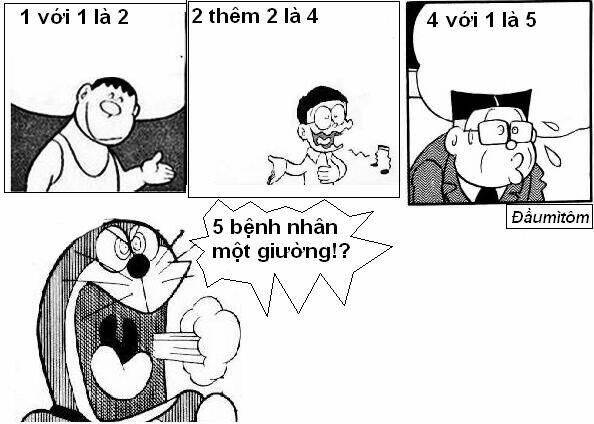 1 với 1 là 2
2 thêm 2 là 4
4 với 1 là 5
Đầumìtôm
5 bệnh nhân
một giường!?